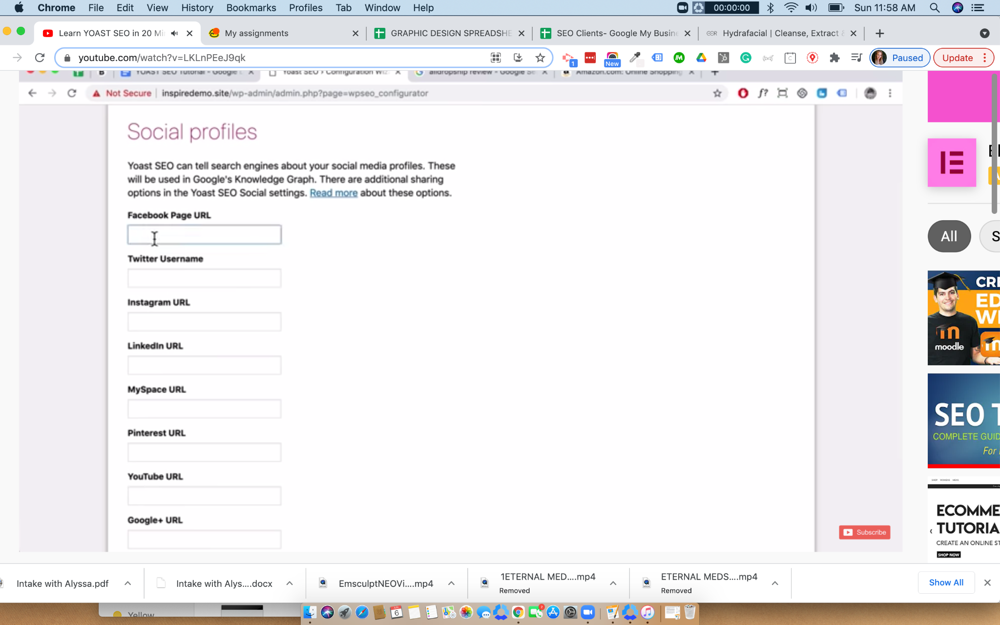 Chrome File Edit View History Bookmarks Profiles Tab Window Help 00:00:00 Sun 11:58 AM
Learn YOAST SEO in 20 Mi My assignments GRAPHIC DESIGN SPREADSHE SEO Clients- Google My Busine Hydrafacial | Cleanse, Extract &
youtube.com/watch?v=LKLnPEeJ9qk 1 New Paused Update
YOAST SEO Tutorial - Google Yoast SEO › Configuration Wiz alidropship review - Google Se Amazon.com: Online Shopping
Not Secure inspiredemo.site/wp-admin/admin.php?page=wpseo_configurator f?
Social profiles
Yoast SEO can tell search engines about your social media profiles. These
will be used in Google's Knowledge Graph. There are additional sharing
options in the Yoast SEO Social settings. Read more about these options.
Facebook Page URL
Twitter Username
Instagram URL
LinkedIn URL
MySpace URL
Pinterest URL
YouTube URL
Google+ URL
Subscribe
All S
CRE
ED
WI
moodle
SEO T
COMPLETE GUID
For
ECOMME
TUTORIA
CREATE AN ONLINE ST
SHOP NOW
Intake with Alyssa.pdf Intake with Alys....docx EmsculptNEOVi....mp4 1ETERNAL MED....mp4 ETERNAL MEDS....mp4 Show All
Removed Removed
Yellow
6 2